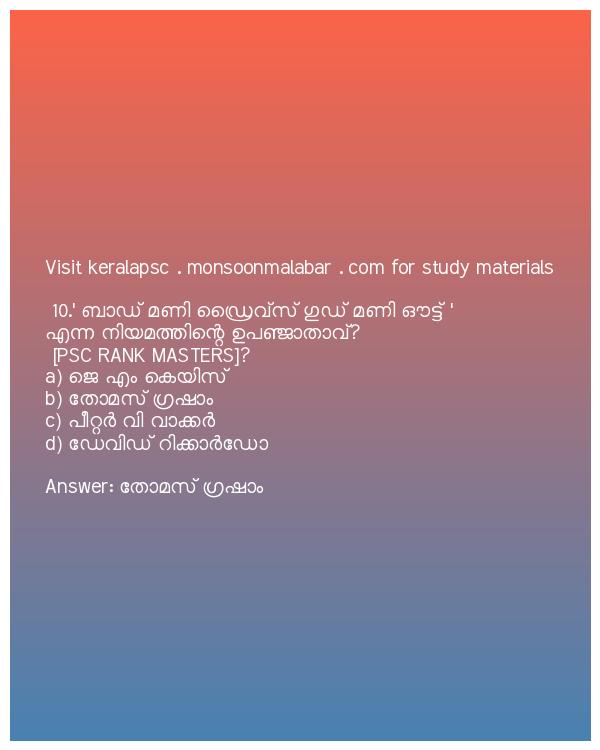 Visit keralapsc . monsoonmalabar . com for study materials
10.' ബാഡ് മണി ഡ്രൈവ്സ് ഗുഡ് മണി ഔട്ട് '
എന്ന നിയമത്തിന്റെ ഉപജ്ഞാതാവ്?
[PSC RANK MASTERS]?
a) ജെ എം കെയിസ്
b) തോമസ് ഗ്രഷാം
c) പീറ്റർ വി വാക്കർ
d) ഡേവിഡ് റിക്കാർഡോ
Answer: തോമസ് ഗ്രഷാം